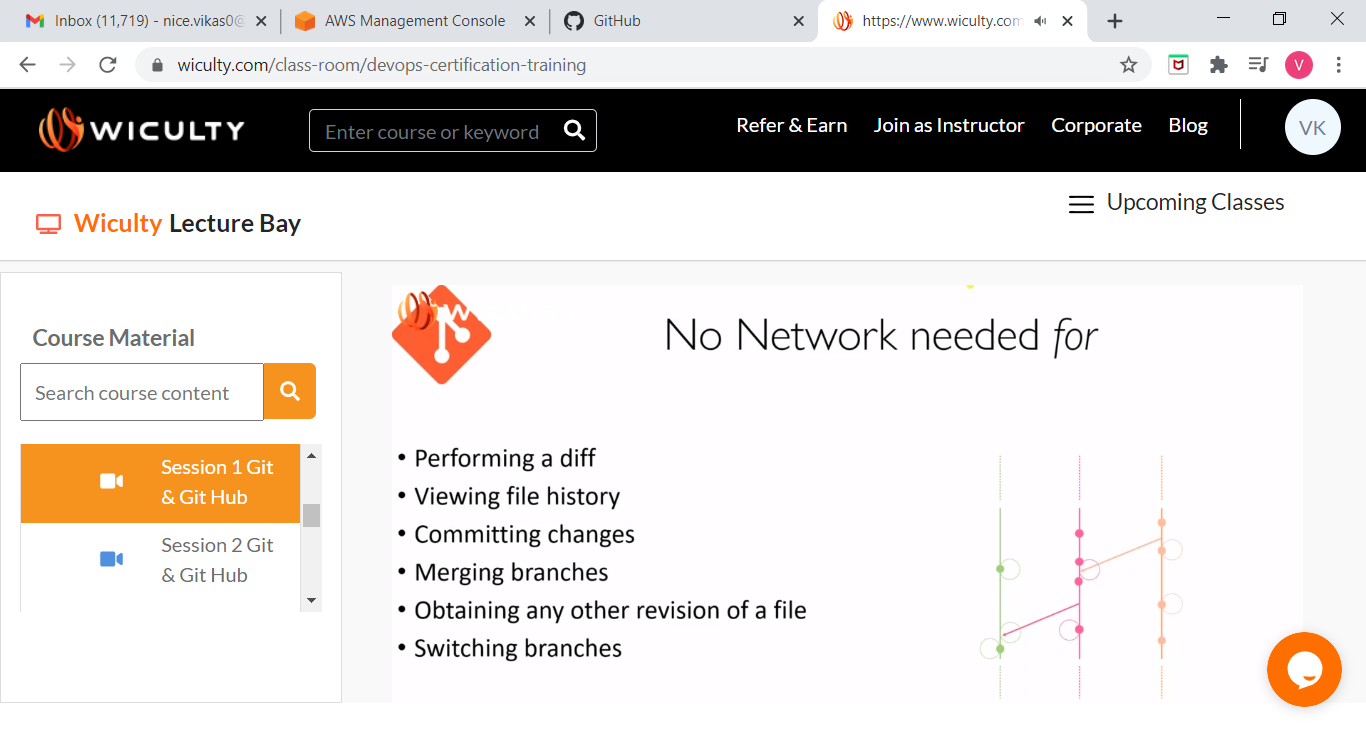 Inbox (11,719) - nice.vikas0@
AWS Management Console
GitHub
https://www.wiculty.com
wiculty.com/class-room/devops-certification-training
V
WICULTY
Enter course or keyword
Refer & Earn
Join as Instructor
Corporate
Blog
VK
Wiculty Lecture Bay
Upcoming Classes
Course Material
Search course content
Session 1 Git
& Git Hub
Session 2 Git
& Git Hub
No Network needed for
• Performing a diff
• Viewing file history
• Committing changes
• Merging branches
• Obtaining any other revision of a file
• Switching branches